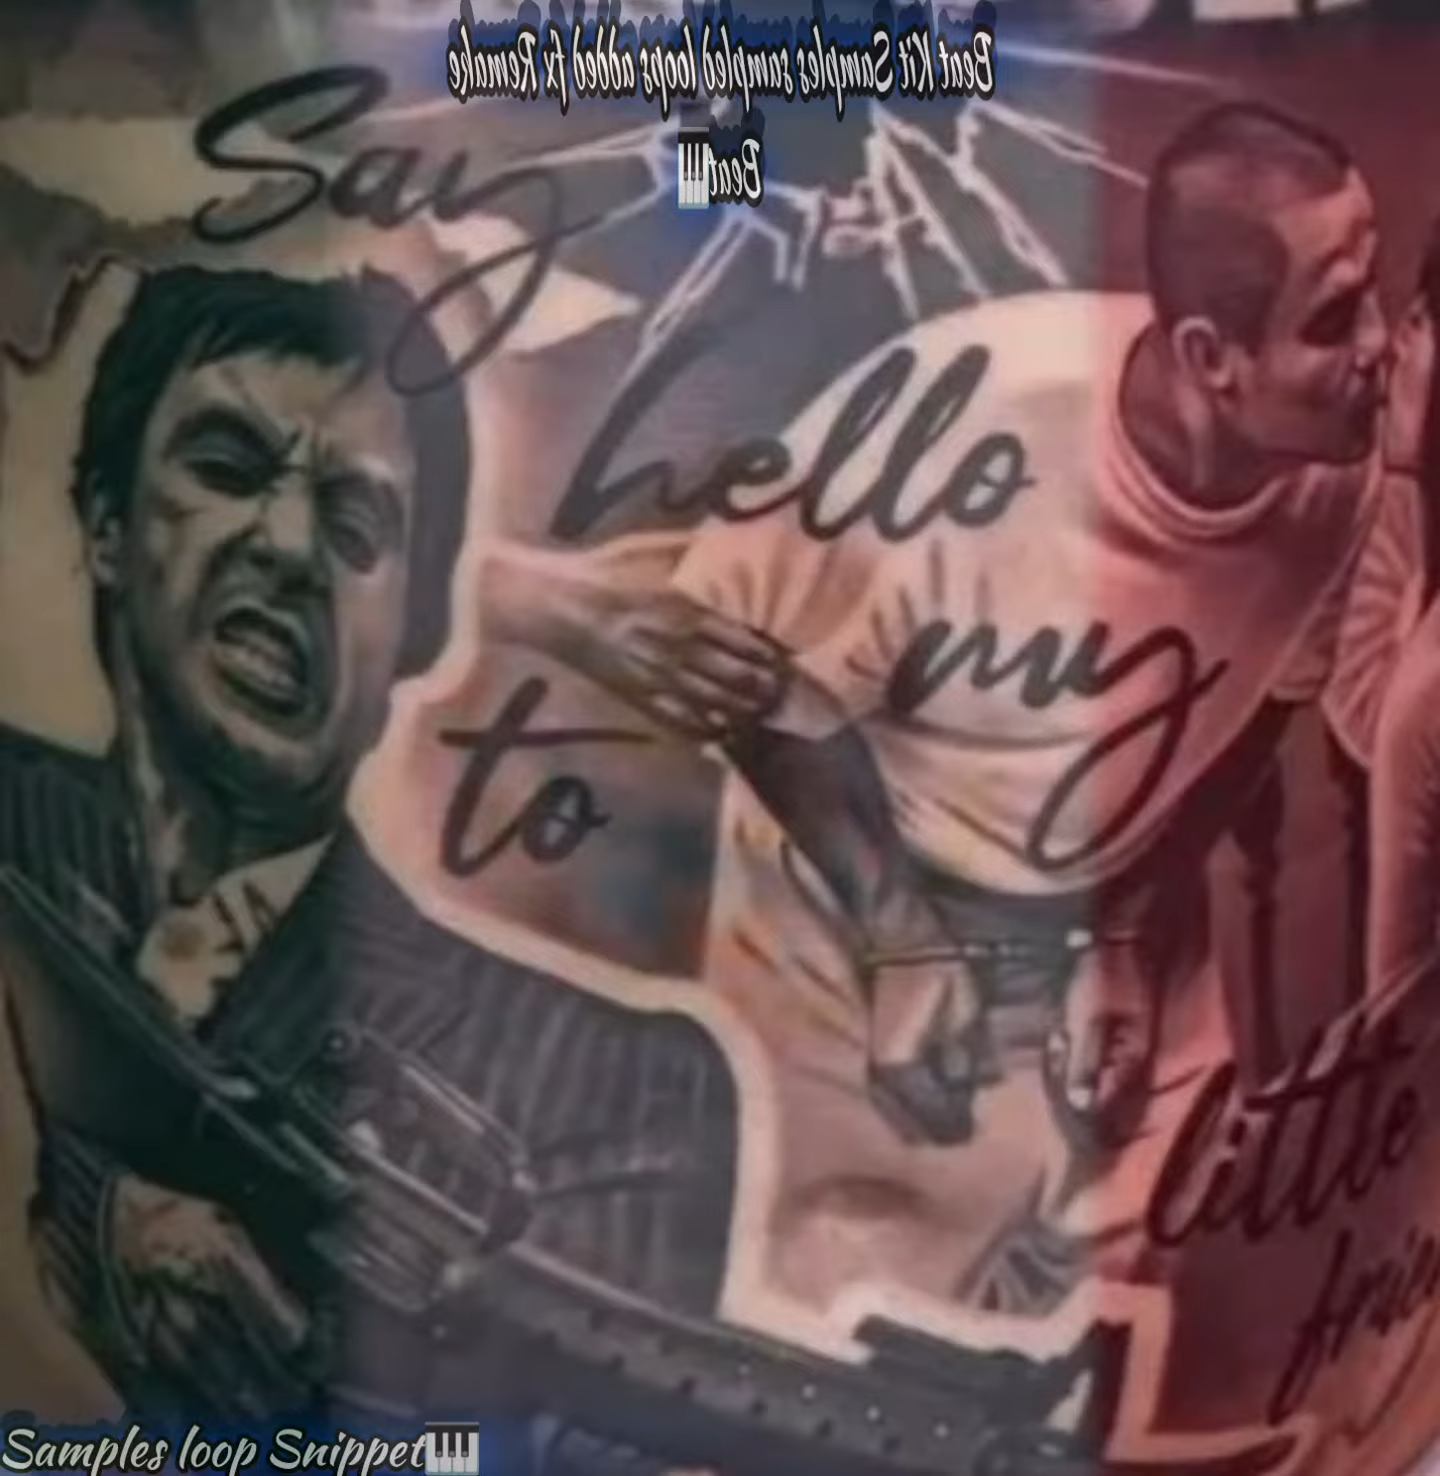 Beat Kit Samples sampled loops added fx Remake
Beat🎹
Say
hello
to my
little
Samples loop Snippet🎹